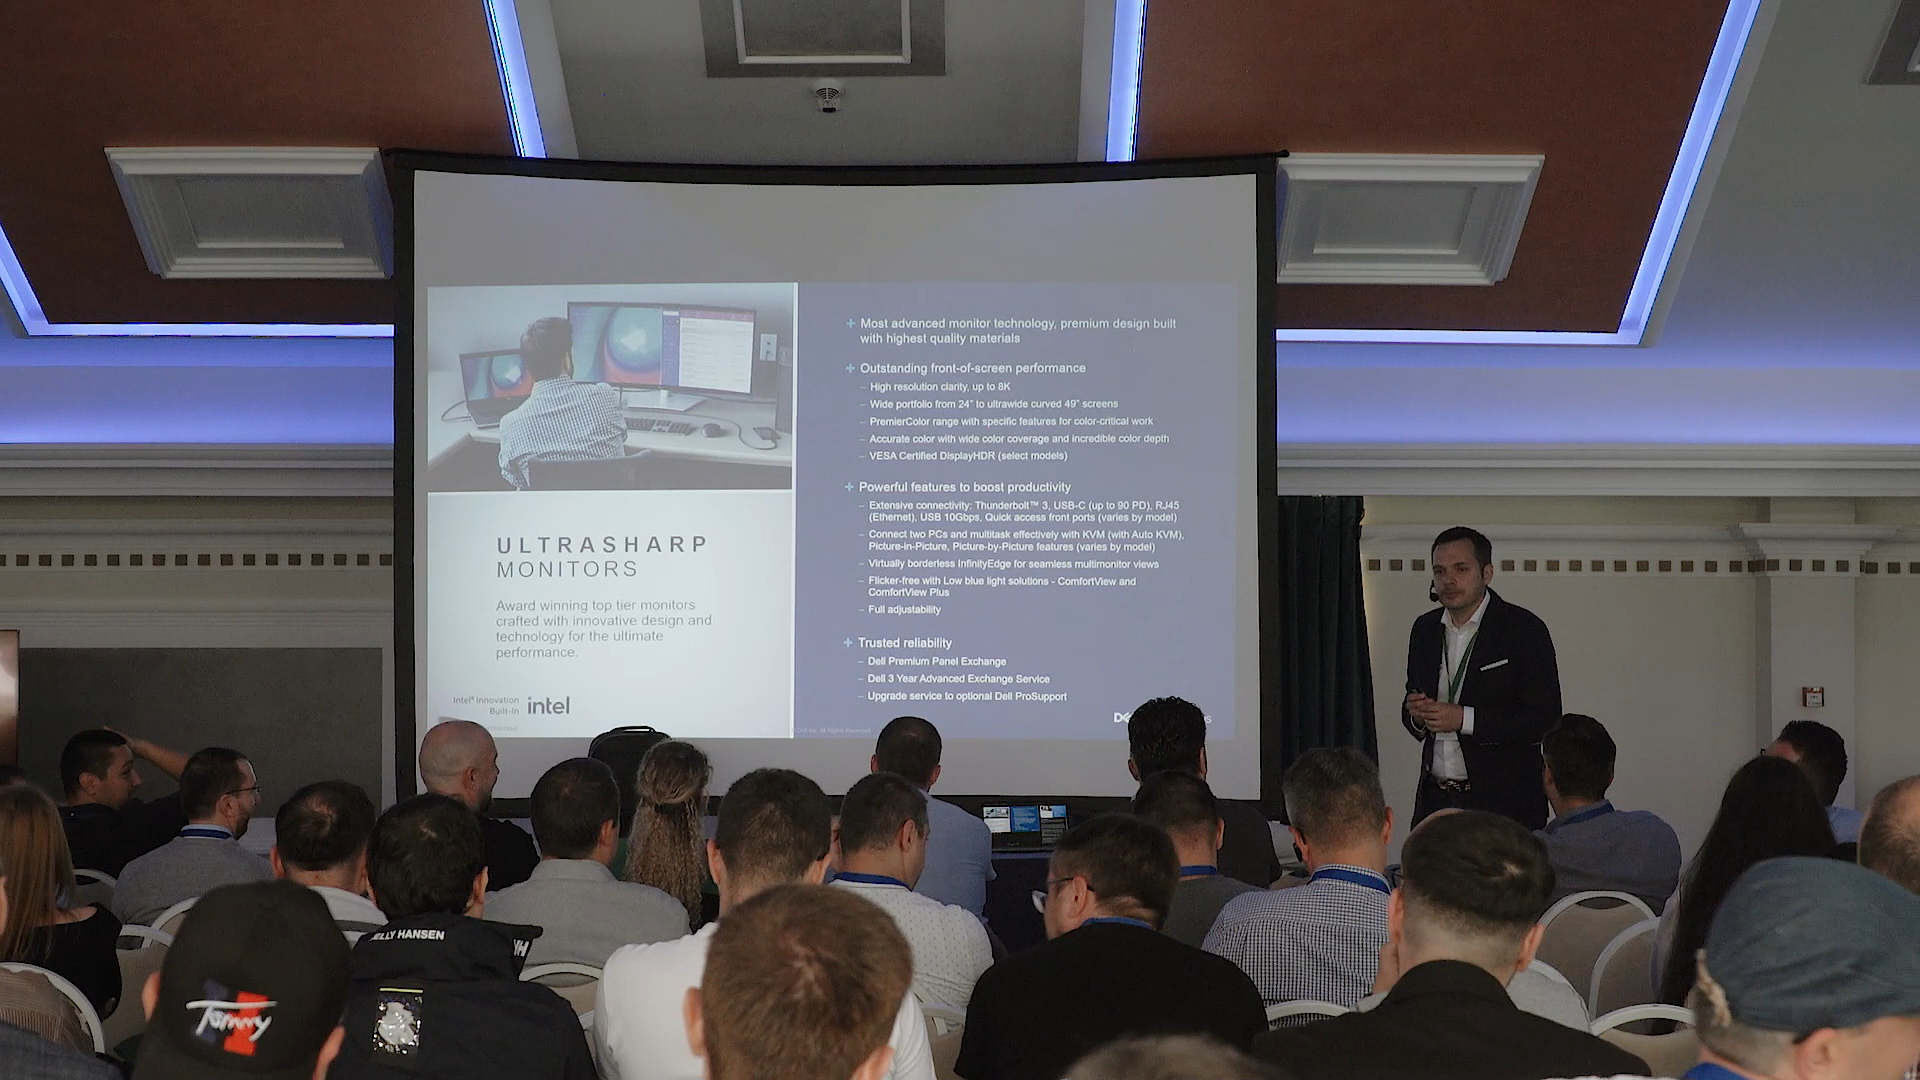 ULTRASHARP
MONITORS
Award winning top tier monitors
crafted with innovative design and
technology for the ultimate
performance.
Intel® Innovation
Built-In
intel
+ Most advanced monitor technology, premium design built
with highest quality materials
+ Outstanding front-of-screen performance
– High resolution clarity, up to 8K
– Wide portfolio from 24" to ultrawide curved 49" screens
– PremierColor range with specific features for color-critical work
– Accurate color with wide color coverage and incredible color depth
– VESA Certified DisplayHDR (select models)
+ Powerful features to boost productivity
– Extensive connectivity: Thunderbolt™ 3, USB-C (up to 90 PD), RJ45
(Ethernet), USB 10Gbps, Quick access front ports (varies by model)
– Connect two PCs and multitask effectively with KVM (with Auto KVM),
Picture-in-Picture, Picture-by-Picture features (varies by model)
– Virtually borderless InfinityEdge for seamless multimonitor views
– Flicker-free with Low blue light solutions - ComfortView and
ComfortView Plus
– Full adjustability
+ Trusted reliability
– Dell Premium Panel Exchange
– Dell 3 Year Advanced Exchange Service
– Upgrade service to optional Dell ProSupport
HANSEN
HH
Tommy